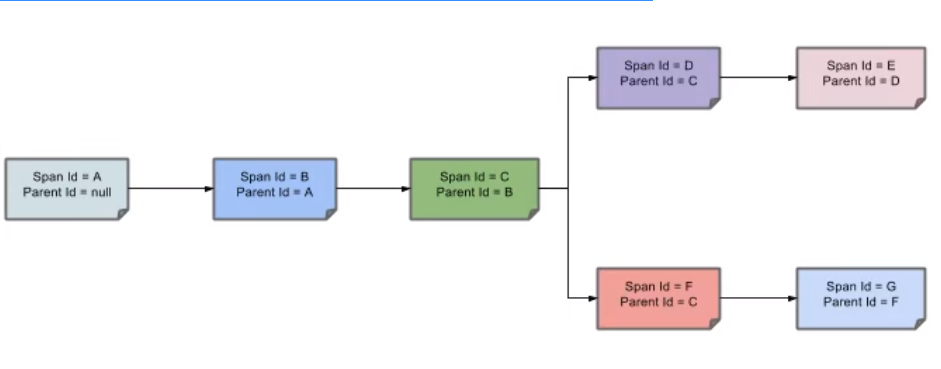 Span Id = D
Parent Id = C
Span Id = E
Parent Id = D
Span Id = A
Parent Id = null
Span Id = B
Parent Id = A
Span Id = C
Parent Id = B
Span Id = F
Parent Id = C
Span Id = G
Parent Id = F